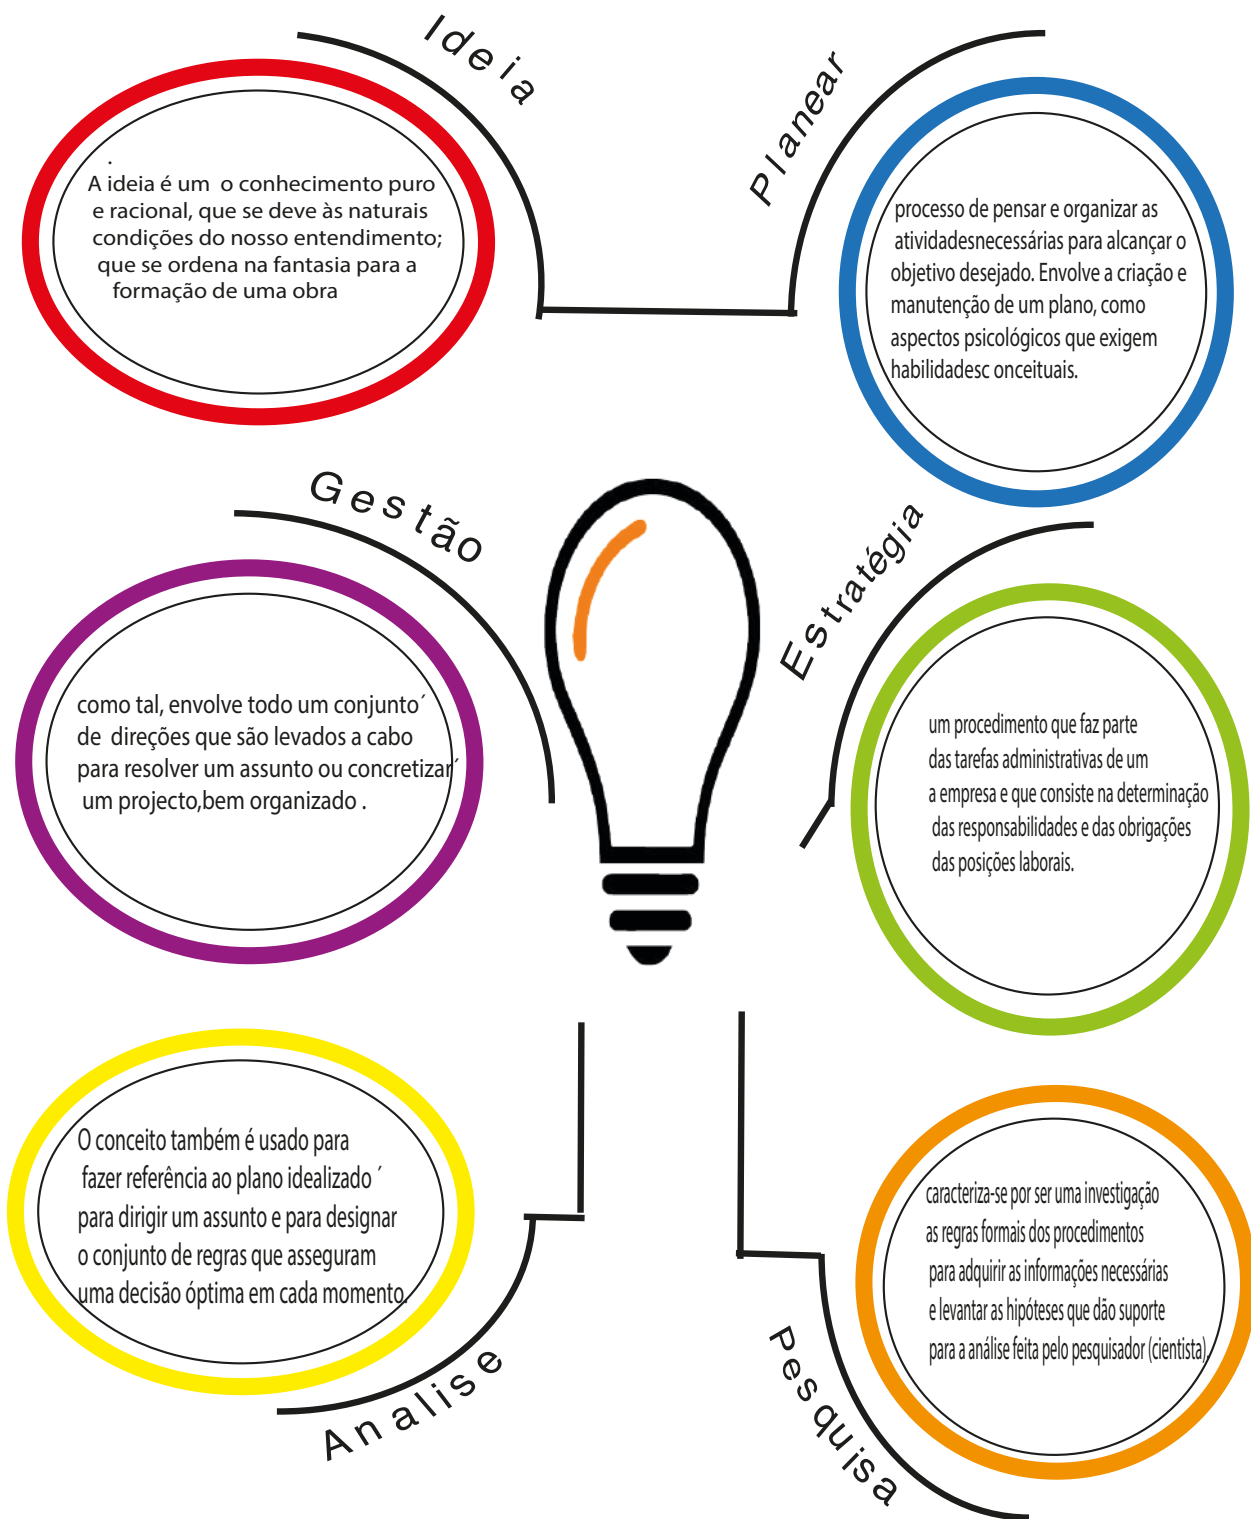 Ideia
.
A ideia é um  o conhecimento puro
e racional, que se deve às naturais
condições do nosso entendimento;
que se ordena na fantasia para a
formação de uma obra
Planear
processo de pensar e organizar as
atividadesnecessárias para alcançar o
objetivo desejado. Envolve a criação e
manutenção de um plano, como
aspectos psicológicos que exigem
habilidadesc onceituais.
Gestão
como tal, envolve todo um conjunto´
de  direções que são levados a cabo
para resolver um assunto ou concretizar´
um projecto,bem organizado .
Estratégia
um procedimento que faz parte
das tarefas administrativas de um
a empresa e que consiste na determinação
das responsabilidades e das obrigações
das posições laborais.
O conceito também é usado para
fazer referência ao plano idealizado ´
para dirigir um assunto e para designar
o conjunto de regras que asseguram
uma decisão óptima em cada momento.
Analise
caracteriza-se por ser uma investigação
as regras formais dos procedimentos
para adquirir as informações necessárias
e levantar as hipóteses que dão suporte
para a análise feita pelo pesquisador (cientista).
Pesquisa